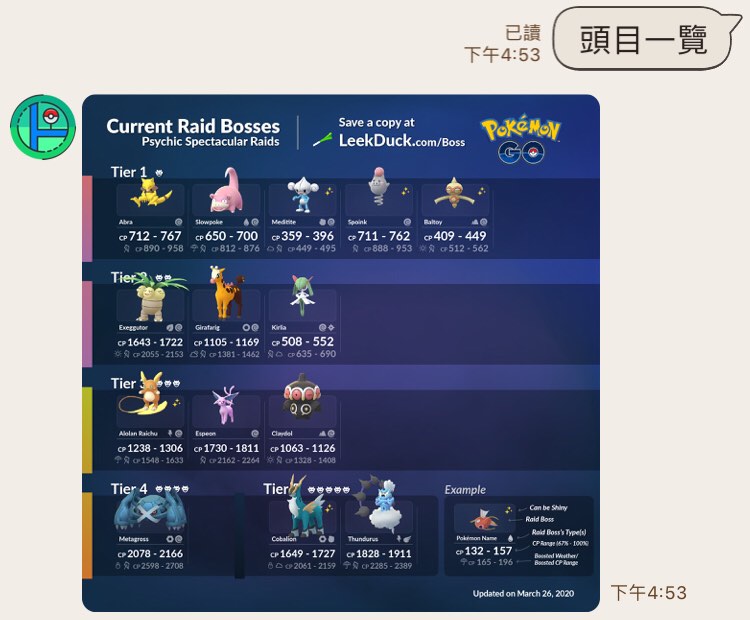 頭目一覽
已讀
下午4:53
Current Raid Bosses
Psychic Spectacular Raids
Save a copy at
LeekDuck.com/Boss
POKÉMON
GO
Tier 1
Abra
Slowpoke
Meditite
Spoink
Baltoy
CP 712 - 767
CP 650 - 700
CP 359 - 396
CP 711 - 762
CP 409 - 449
CP 890 - 958
CP 812 - 876
CP 449 - 495
CP 888 - 953
CP 512 - 562
Tier
Exeggutor
Girafarig
Kirlia
CP 1643 - 1722
CP 1105 - 1169
CP 508 - 552
CP 2055 - 2153
CP 1381 - 1462
CP 635 - 690
Tier
Alolan Raichu
Espeon
Claydol
CP 1238 - 1306
CP 1730 - 1811
CP 1063 - 1126
CP 1548 - 1633
CP 2162 - 2264
CP 1328 - 1408
Tier 4
Metagross
CP 2078 - 2166
CP 2598 - 2708
Tier
Cobalion
Thundurus
CP 1649 - 1727
CP 1828 - 1911
CP 2061 - 2159
CP 2285 - 2389
Example
Can be Shiny
Raid Boss
Pokémon Name
Raid Boss's Type(s)
CP 132 - 157
CP Range (67% - 100%)
CP 165 - 196
Boosted Weather/
Boosted CP Range
Updated on March 26, 2020
下午4:53